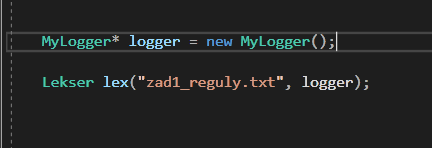 MyLogger* logger = new MyLogger();
Lekser lex("zad1_reguly.txt", logger);